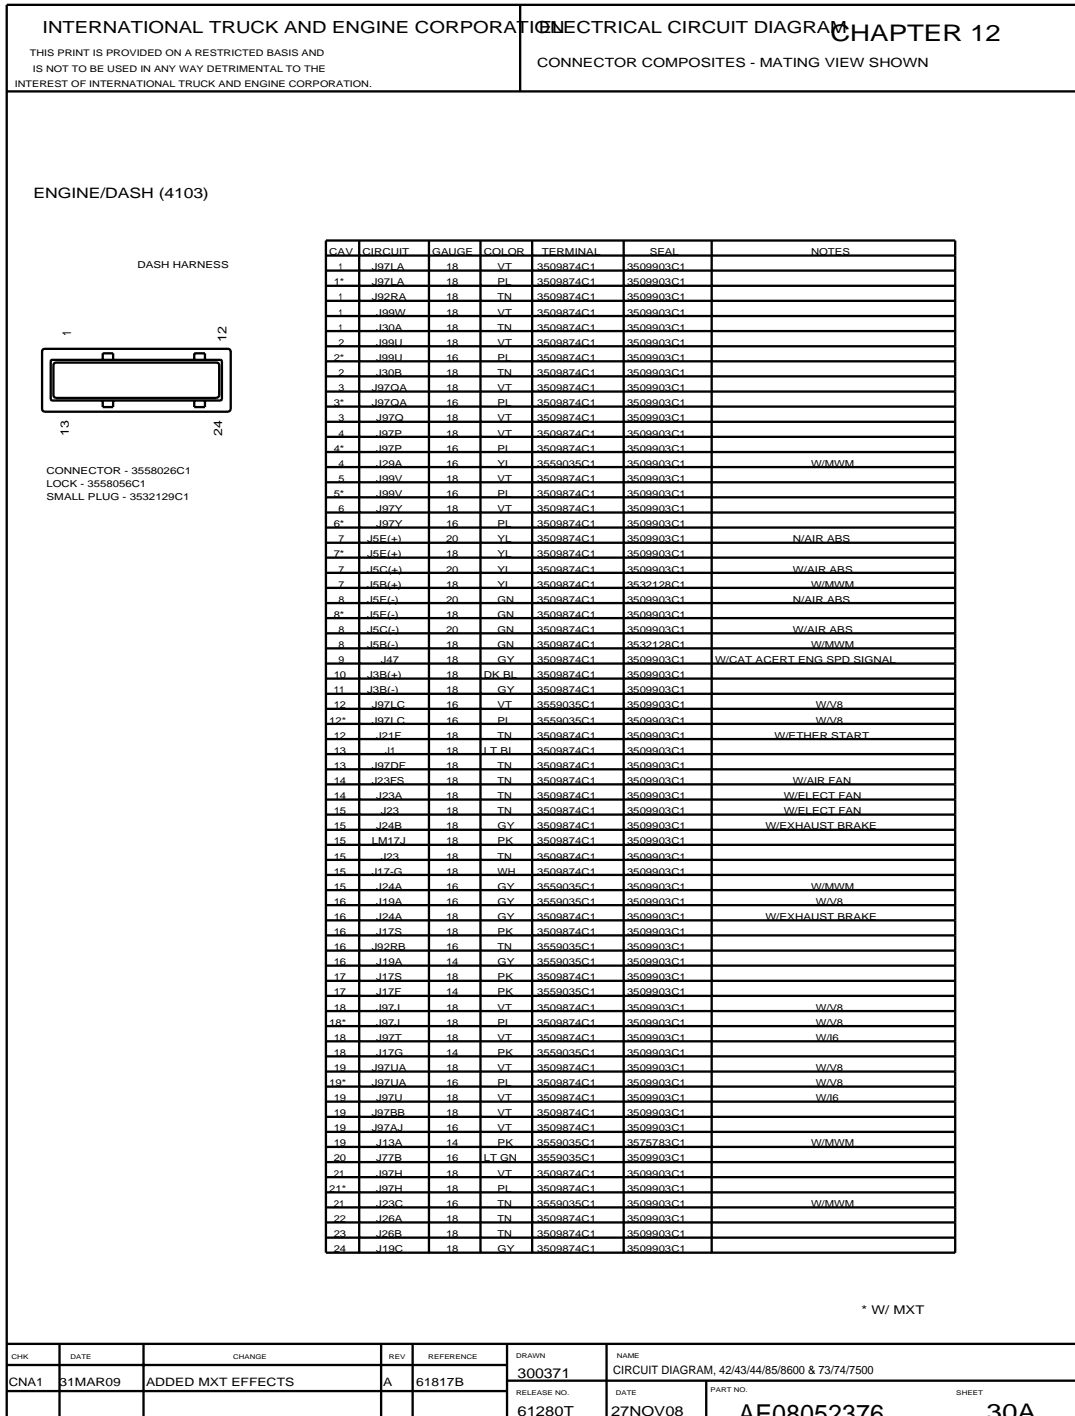 INTERNATIONAL TRUCK AND ENGINE CORPORATION
THIS PRINT IS PROVIDED ON A RESTRICTED BASIS AND
IS NOT TO BE USED IN ANY WAY DETRIMENTAL TO THE
INTEREST OF INTERNATIONAL TRUCK AND ENGINE CORPORATION.
ELECTRICAL CIRCUIT DIAGRAM
CHAPTER 12
CONNECTOR COMPOSITES - MATING VIEW SHOWN
ENGINE/DASH (4103)
DASH HARNESS
1 12
13 24
CONNECTOR - 3558026C1
LOCK - 3558056C1
SMALL PLUG - 3532129C1
CAV CIRCUIT GAUGE COLOR TERMINAL SEAL NOTES
1 J97LA 18 VT 3509874C1 3509903C1
1* J97LA 18 PL 3509874C1 3509903C1
1 J92RA 18 TN 3509874C1 3509903C1
1 J99W 18 VT 3509874C1 3509903C1
1 J30A 18 TN 3509874C1 3509903C1
2 J99U 18 VT 3509874C1 3509903C1
2* J99U 16 PL 3509874C1 3509903C1
2 J30B 18 TN 3509874C1 3509903C1
3 J97QA 18 VT 3509874C1 3509903C1
3* J97QA 16 PL 3509874C1 3509903C1
3 J97Q 18 VT 3509874C1 3509903C1
4 J97P 18 VT 3509874C1 3509903C1
4* J97P 16 PL 3509874C1 3509903C1
4 J29A 16 YL 3559035C1 3509903C1 W/MWM
5 J99V 18 VT 3509874C1 3509903C1
5* J99V 16 PL 3509874C1 3509903C1
6 J97Y 18 VT 3509874C1 3509903C1
6* J97Y 16 PL 3509874C1 3509903C1
7 J5E(+) 20 YL 3509874C1 3509903C1 N/AIR ABS
7* J5E(+) 18 YL 3509874C1 3509903C1
7 J5C(+) 20 YL 3509874C1 3509903C1 W/AIR ABS
7 J5B(+) 18 YL 3509874C1 3532128C1 W/MWM
8 J5E(-) 20 GN 3509874C1 3509903C1 N/AIR ABS
8* J5E(-) 18 GN 3509874C1 3509903C1
8 J5C(-) 20 GN 3509874C1 3509903C1 W/AIR ABS
8 J5B(-) 18 GN 3509874C1 3532128C1 W/MWM
9 J47 18 GY 3509874C1 3509903C1 W/CAT ACERT ENG SPD SIGNAL
10 J3B(+) 18 DK BL 3509874C1 3509903C1
11 J3B(-) 18 GY 3509874C1 3509903C1
12 J97LC 16 VT 3559035C1 3509903C1 W/V8
12* J97LC 16 PL 3559035C1 3509903C1 W/V8
12 J21F 18 TN 3509874C1 3509903C1 W/ETHER START
13 J1 18 LT BL 3509874C1 3509903C1
13 J97DF 18 TN 3509874C1 3509903C1
14 J23FS 18 TN 3509874C1 3509903C1 W/AIR FAN
14 J23A 18 TN 3509874C1 3509903C1 W/ELECT FAN
15 J23 18 TN 3509874C1 3509903C1 W/ELECT FAN
15 J24B 18 GY 3509874C1 3509903C1 W/EXHAUST BRAKE
15 LM17J 18 PK 3509874C1 3509903C1
15 J23 18 TN 3509874C1 3509903C1
15 J17-G 18 WH 3509874C1 3509903C1
15 J24A 16 GY 3559035C1 3509903C1 W/MWM
16 J19A 16 GY 3559035C1 3509903C1 W/V8
16 J24A 18 GY 3509874C1 3509903C1 W/EXHAUST BRAKE
16 J17S 18 PK 3509874C1 3509903C1
16 J92RB 16 TN 3559035C1 3509903C1
16 J19A 14 GY 3559035C1 3509903C1
17 J17S 18 PK 3509874C1 3509903C1
17 J17F 14 PK 3559035C1 3509903C1
18 J97J 18 VT 3509874C1 3509903C1 W/V8
18* J97J 18 PL 3509874C1 3509903C1 W/V8
18 J97T 18 VT 3509874C1 3509903C1 W/I6
18 J17G 14 PK 3559035C1 3509903C1
19 J97UA 18 VT 3509874C1 3509903C1 W/V8
19* J97UA 16 PL 3509874C1 3509903C1 W/V8
19 J97U 18 VT 3509874C1 3509903C1 W/I6
19 J97BB 18 VT 3509874C1 3509903C1
19 J97AJ 16 VT 3509874C1 3509903C1
19 J13A 14 PK 3559035C1 3575783C1 W/MWM
20 J77B 16 LT GN 3559035C1 3509903C1
21 J97H 18 VT 3509874C1 3509903C1
21* J97H 18 PL 3509874C1 3509903C1
21 J23C 16 TN 3559035C1 3509903C1 W/MWM
22 J26A 18 TN 3509874C1 3509903C1
23 J26B 18 TN 3509874C1 3509903C1
24 J19C 18 GY 3509874C1 3509903C1
* W/ MXT
CHK DATE CHANGE REV REFERENCE DRAWN NAME
CNA1 31MAR09 ADDED MXT EFFECTS A 61817B 300371 CIRCUIT DIAGRAM, 42/43/44/85/8600 & 73/74/7500
RELEASE NO. DATE PART NO. SHEET
61280T 27NOV08 AE08052376 30A